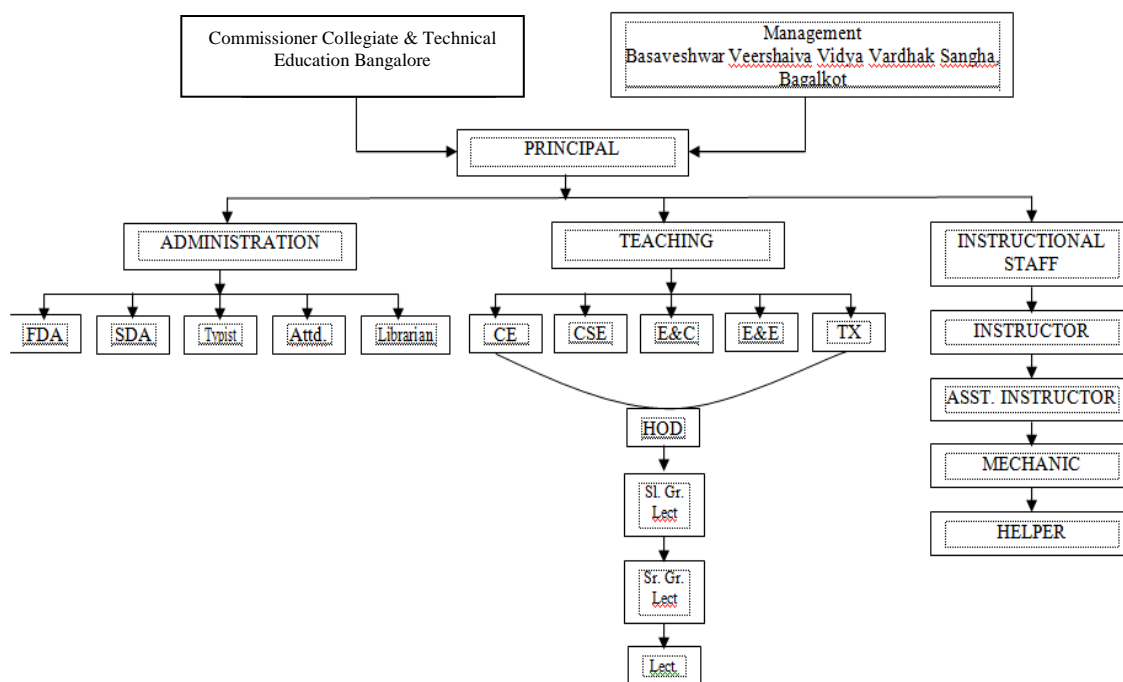 Commissioner Collegiate & Technical
Education Bangalore
Management
Basaveshwar Veershaiva Vidya Vardhak Sangha,
Bagalkot
PRINCIPAL
ADMINISTRATION
TEACHING
INSTRUCTIONAL
STAFF
FDA
SDA
Typist
Attd.
Librarian
CE
CSE
E&C
E&E
TX
INSTRUCTOR
ASST. INSTRUCTOR
MECHANIC
HELPER
HOD
Sl. Gr.
Lect
Sr. Gr.
Lect
Lect.